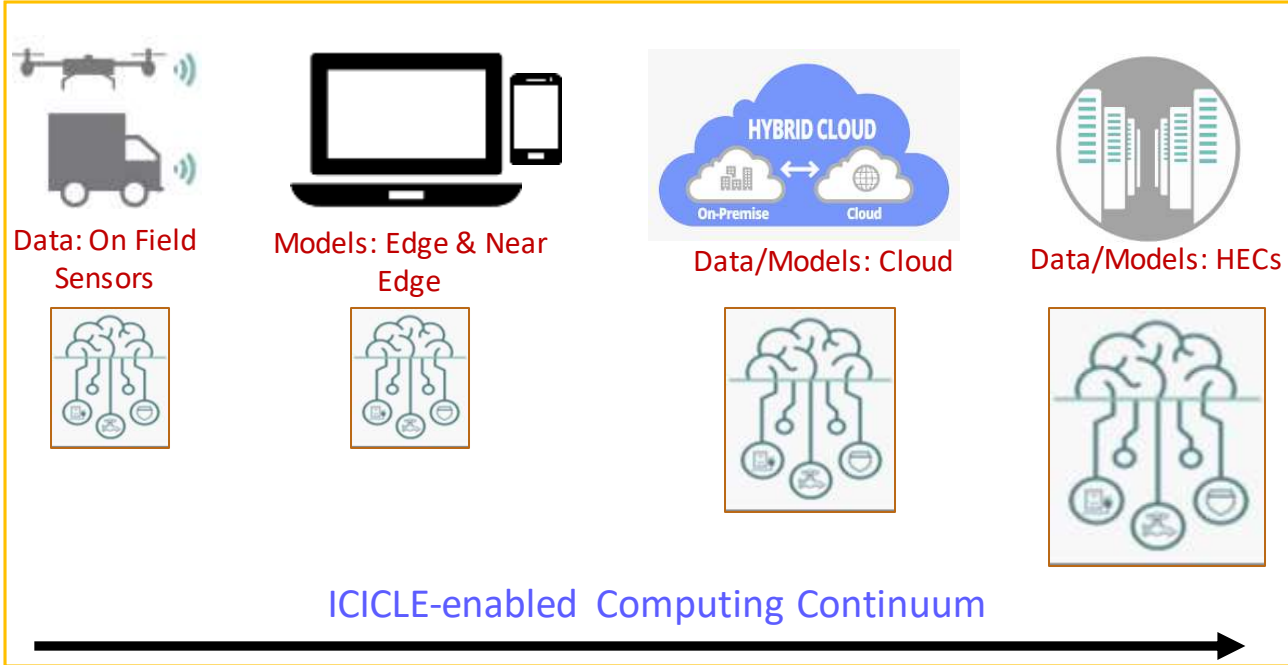 HYBRID CLOUD
On-Premise
Cloud
Data: On Field
Sensors
Models: Edge & Near
Edge
Data/Models: Cloud
Data/Models: HECs
ICICLE-enabled Computing Continuum